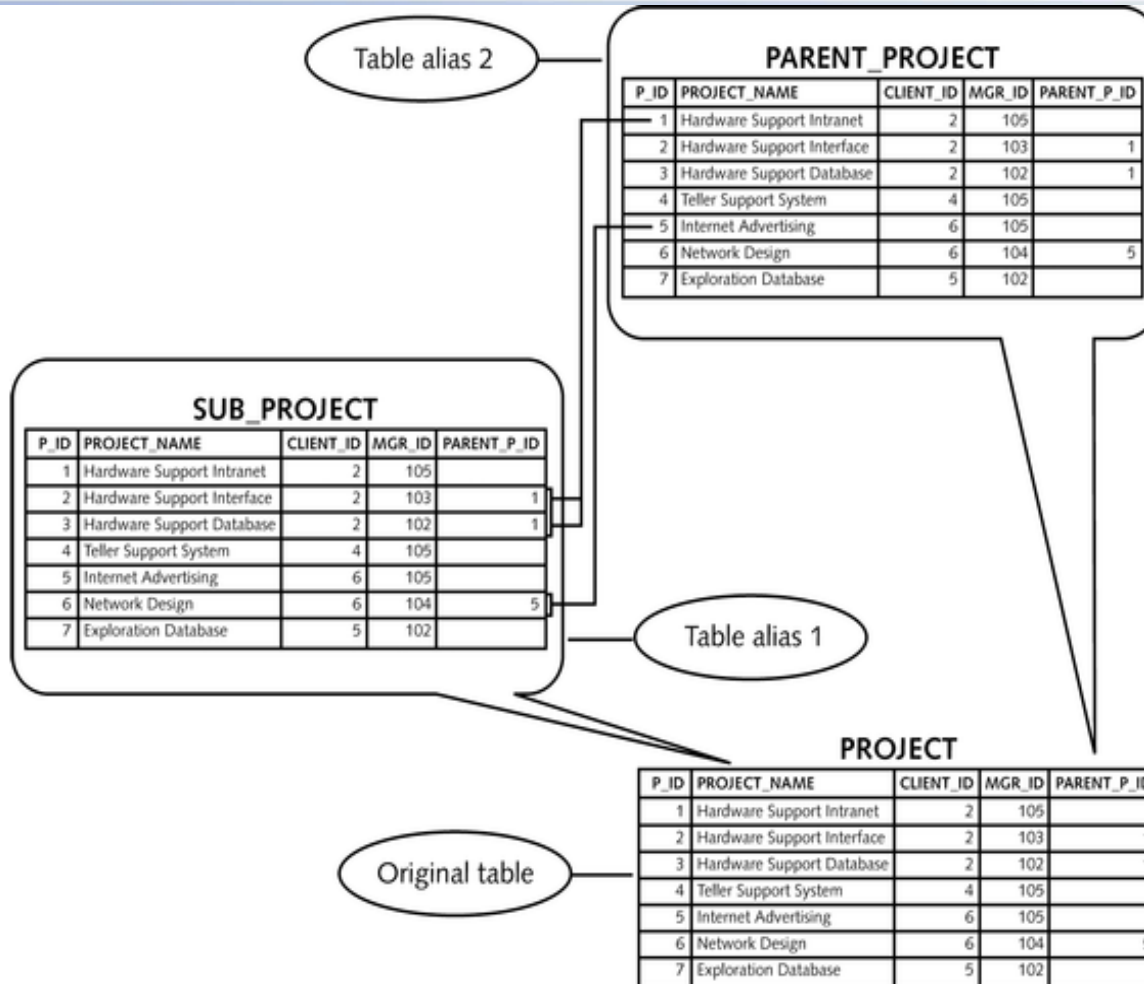 Table alias 2
PARENT_PROJECT
P_ID PROJECT_NAME CLIENT_ID MGR_ID PARENT_P_ID
1 Hardware Support Intranet 2 105
2 Hardware Support Interface 2 103 1
3 Hardware Support Database 2 102 1
4 Teller Support System 4 105
5 Internet Advertising 6 105
6 Network Design 6 104 5
7 Exploration Database 5 102
SUB_PROJECT
P_ID PROJECT_NAME CLIENT_ID MGR_ID PARENT_P_ID
1 Hardware Support Intranet 2 105
2 Hardware Support Interface 2 103 1
3 Hardware Support Database 2 102 1
4 Teller Support System 4 105
5 Internet Advertising 6 105
6 Network Design 6 104 5
7 Exploration Database 5 102
Table alias 1
PROJECT
P_ID PROJECT_NAME CLIENT_ID MGR_ID PARENT_P_ID
1 Hardware Support Intranet 2 105
2 Hardware Support Interface 2 103
3 Hardware Support Database 2 102
4 Teller Support System 4 105
5 Internet Advertising 6 105
6 Network Design 6 104
7 Exploration Database 5 102
Original table